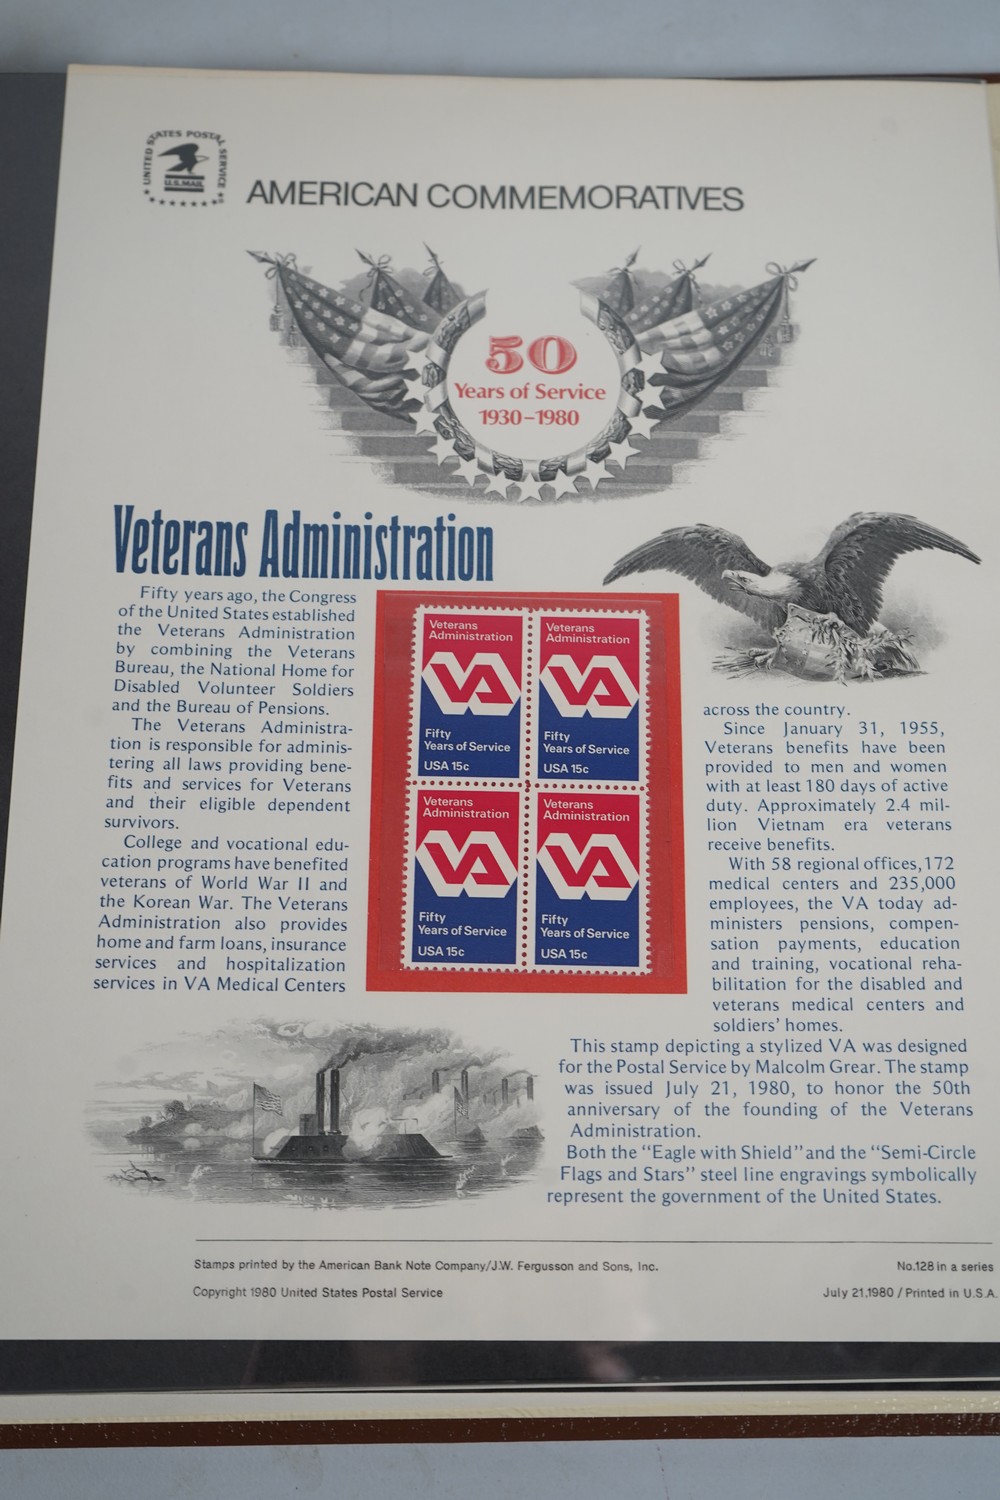 UNITED STATES POSTAL SERVICE
U.S.MAIL
AMERICAN COMMEMORATIVES
50
Years of Service
1930-1980
Veterans Administration
Fifty years ago, the Congress
of the United States established
the Veterans Administration
by combining the Veterans
Bureau, the National Home for
Disabled Volunteer Soldiers
and the Bureau of Pensions.
The Veterans Administra-
tion is responsible for adminis-
tering all laws providing bene-
fits and services for Veterans
and their eligible dependent
survivors.
College and vocational edu-
cation programs have benefited
veterans of World War II and
the Korean War. The Veterans
Administration also provides
home and farm loans, insurance
services and hospitalization
services in VA Medical Centers
Veterans
Administration
VA
Fifty
Years of Service
USA 15c
Veterans
Administration
VA
Fifty
Years of Service
USA 15c
Veterans
Administration
VA
Fifty
Years of Service
USA 15c
Veterans
Administration
VA
Fifty
Years of Service
USA 15c
across the country.
Since January 31, 1955,
Veterans benefits have been
provided to men and women
with at least 180 days of active
duty. Approximately 2.4 mil-
lion Vietnam era veterans
receive benefits.
With 58 regional offices, 172
medical centers and 235,000
employees, the VA today ad-
ministers pensions, compen-
sation payments, education
and training, vocational reha-
bilitation for the disabled and
veterans medical centers and
soldiers' homes.
This stamp depicting a stylized VA was designed
for the Postal Service by Malcolm Grear. The stamp
was issued July 21, 1980, to honor the 50th
anniversary of the founding of the Veterans
Administration.
Both the "Eagle with Shield" and the "Semi-Circle
Flags and Stars" steel line engravings symbolically
represent the government of the United States.
Stamps printed by the American Bank Note Company/J.W. Fergusson and Sons, Inc.
No.128 in a series
Copyright 1980 United States Postal Service
July 21,1980 / Printed in U.S.A.